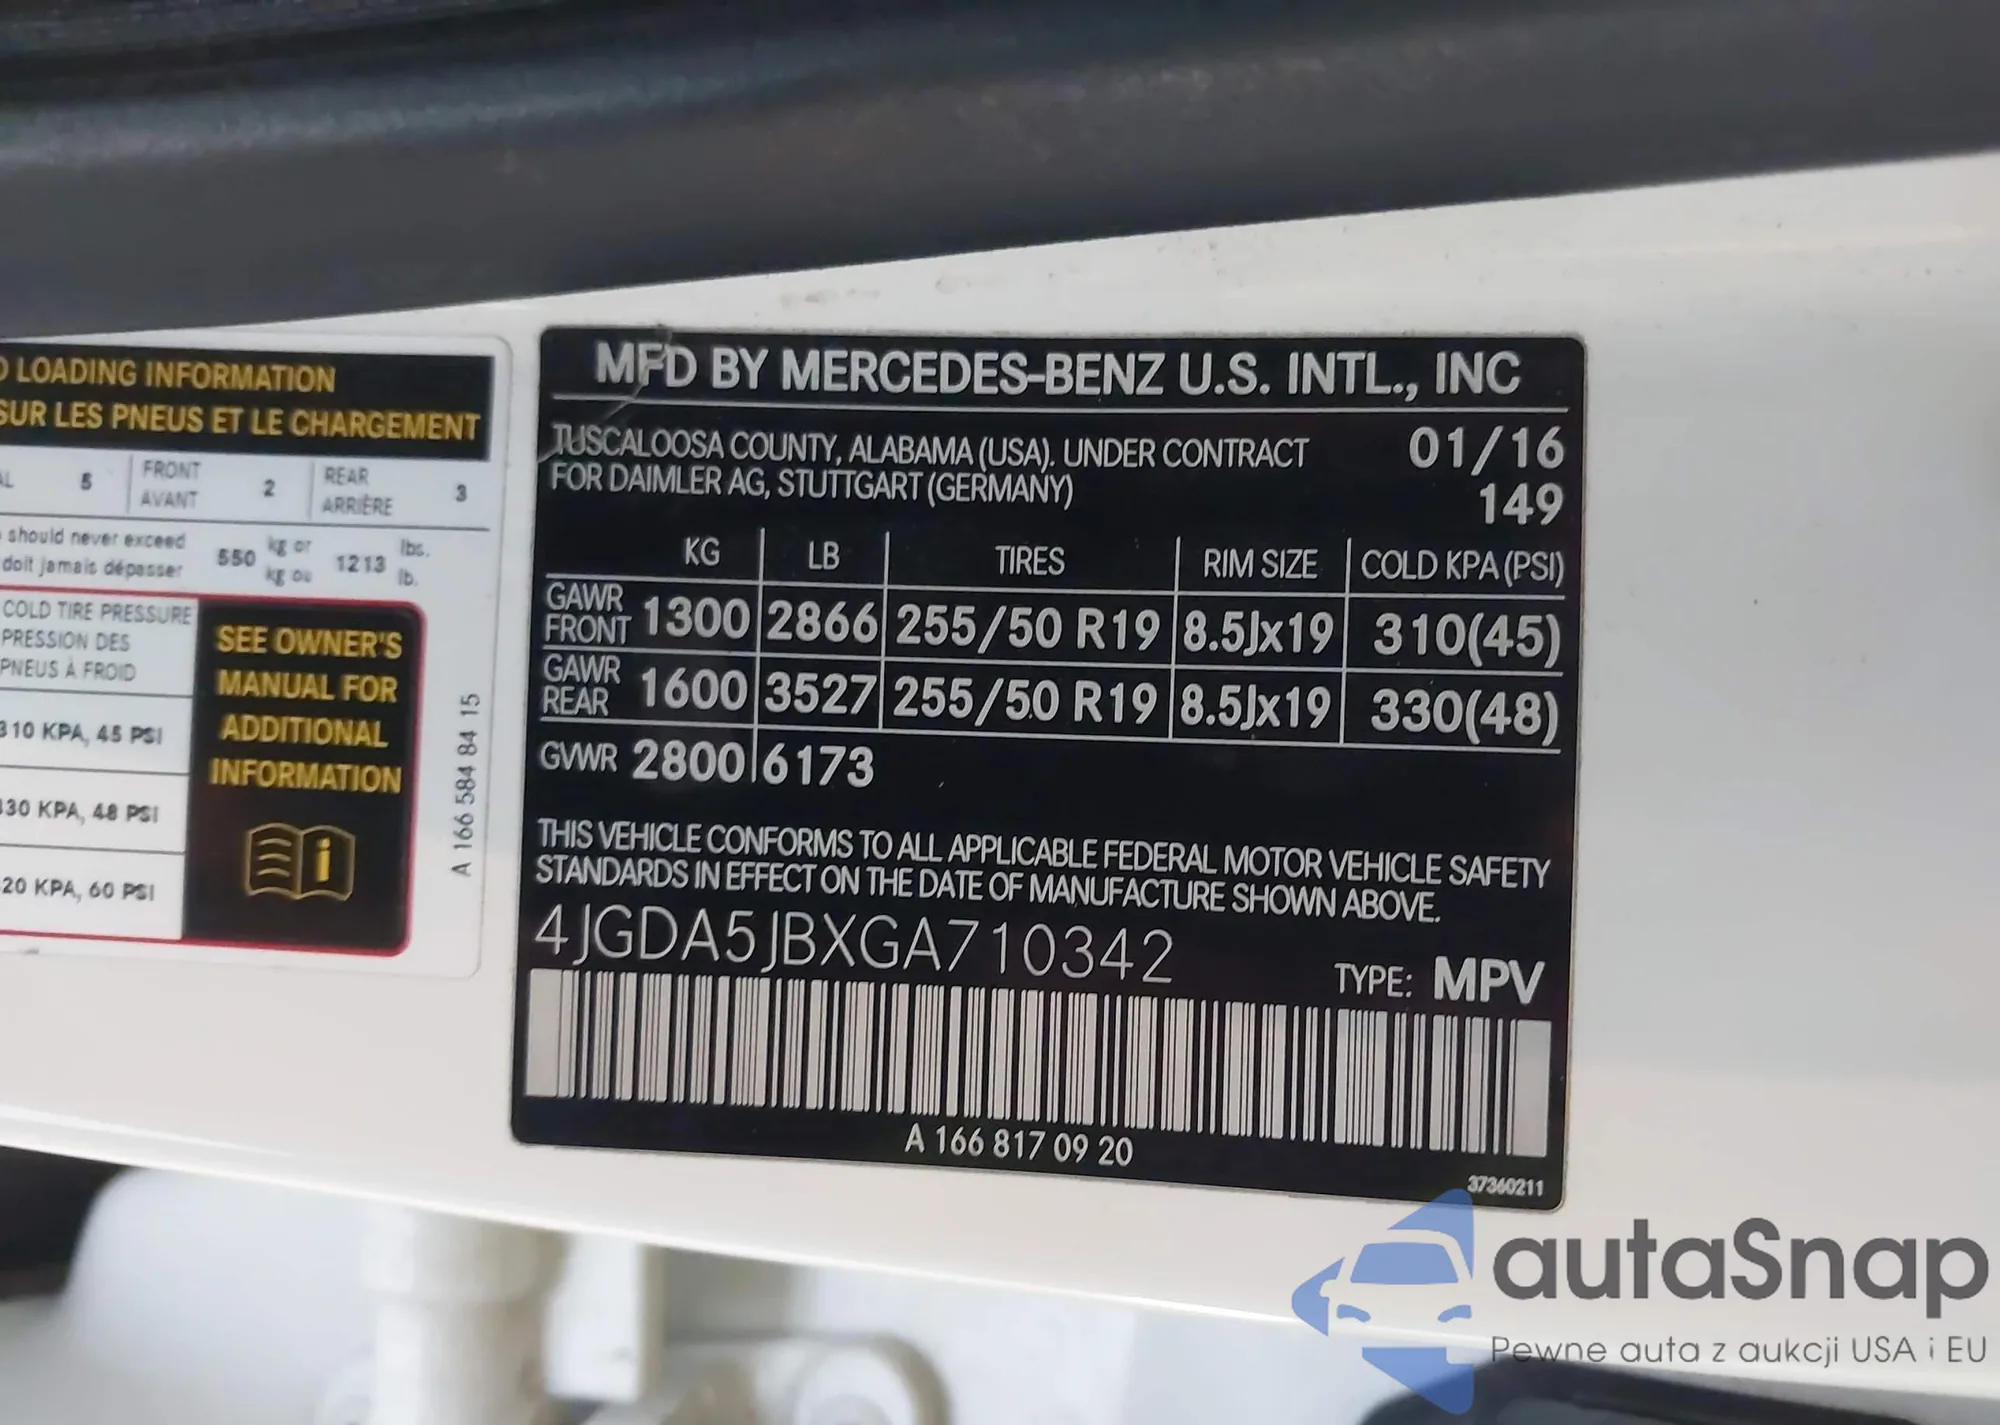 LOADING INFORMATION
SUR LES PNEUS ET LE CHARGEMENT
5 FRONT AVANT 2 REAR ARRIÈRE 3
should never exceed
doit jamais dépasser
550 kg or kg ou 1213 lbs. lb.
COLD TIRE PRESSURE
PRESSION DES
PNEUS À FROID
310 KPA, 45 PSI
KPA, 48 PSI
KPA, 60 PSI
SEE OWNER'S
MANUAL FOR
ADDITIONAL
INFORMATION
A 166 584 84 15
MFD BY MERCEDES-BENZ U.S. INTL., INC
TUSCALOOSA COUNTY, ALABAMA (USA). UNDER CONTRACT
FOR DAIMLER AG, STUTTGART (GERMANY)
01/16
149
KG LB TIRES RIM SIZE COLD KPA (PSI)
GAWR FRONT 1300 2866 255/50 R19 8.5Jx19 310(45)
GAWR REAR 1600 3527 255/50 R19 8.5Jx19 330(48)
GVWR 2800 6173
THIS VEHICLE CONFORMS TO ALL APPLICABLE FEDERAL MOTOR VEHICLE SAFETY
STANDARDS IN EFFECT ON THE DATE OF MANUFACTURE SHOWN ABOVE.
4JGDA5JBXGA710342
TYPE: MPV
A 166 817 09 20
37360211
autaSnap
Pewne auta z aukcji USA i EU